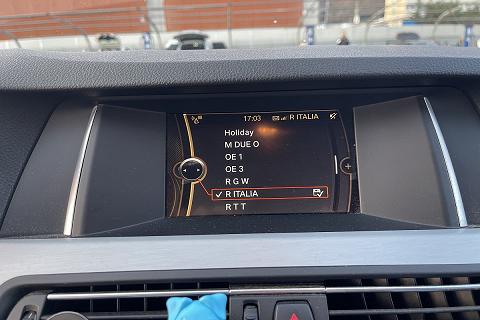 17:03 R ITALIA
Holiday
M DUE O
OE 1
OE 3
R G W
R ITALIA
R T T